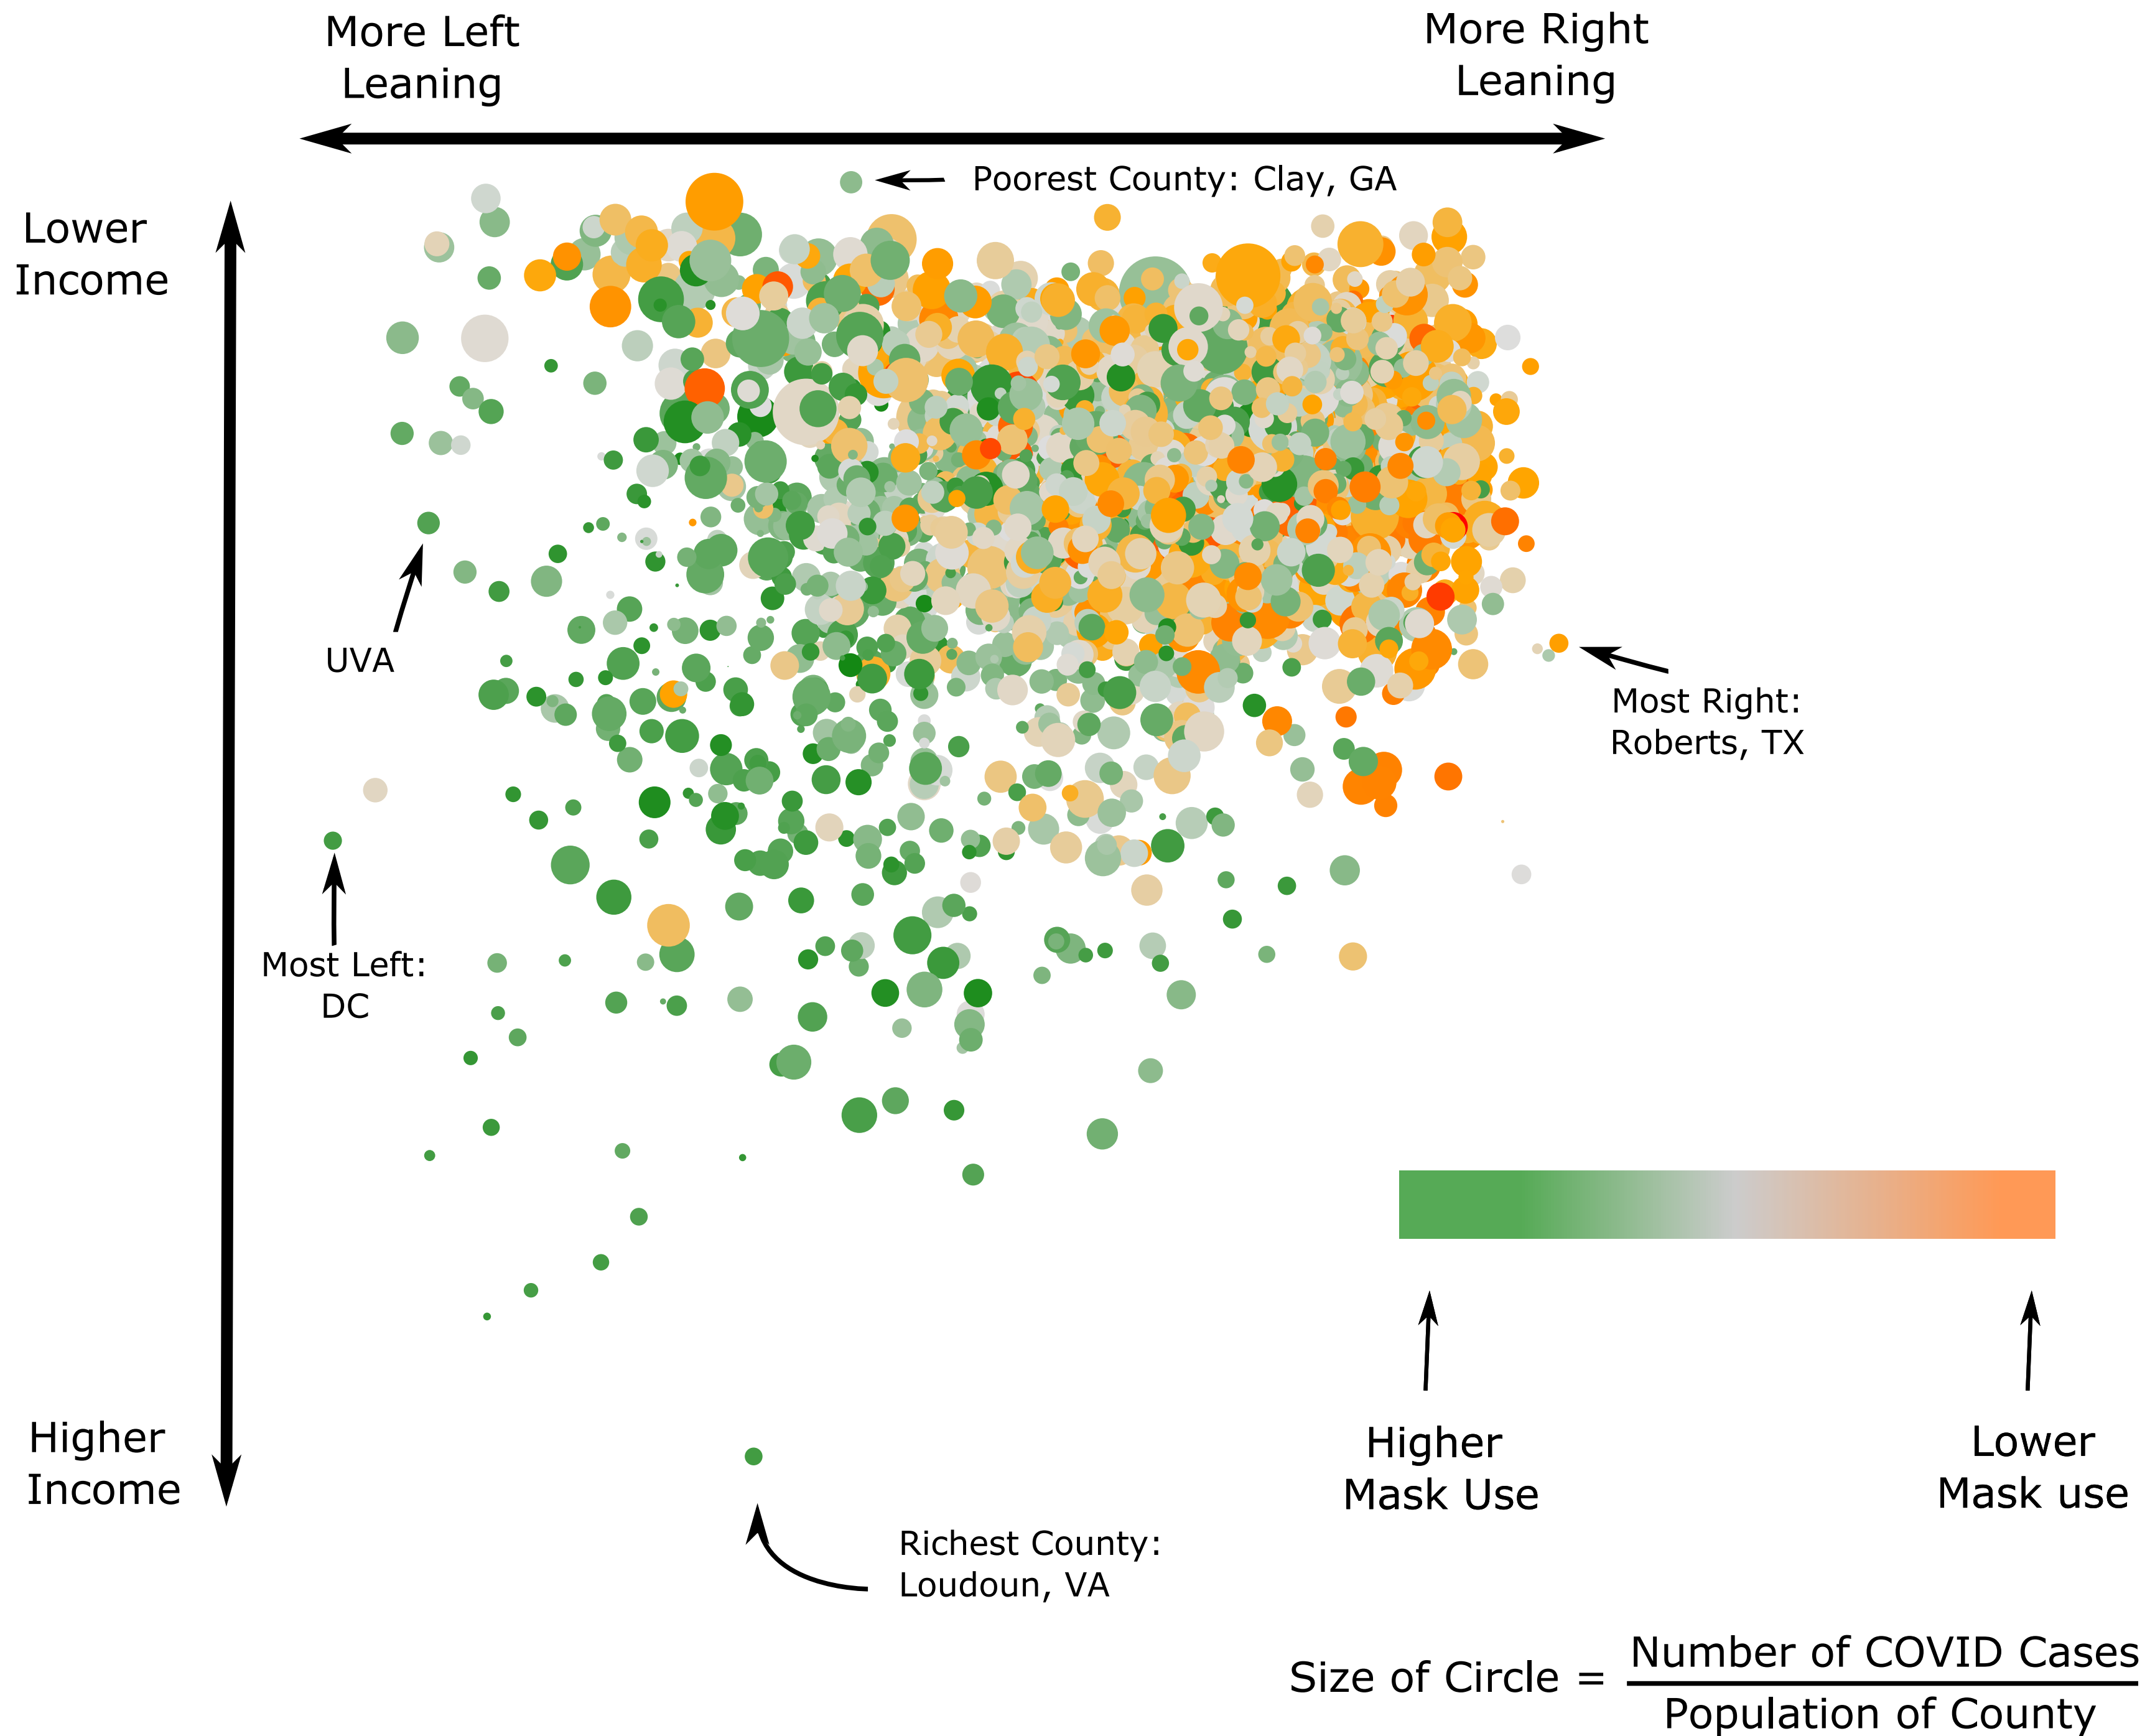 More Left
Leaning
More Right
Leaning
Poorest County: Clay, GA
Lower
Income
UVA
Most Right:
Roberts, TX
Most Left:
DC
Higher
Income
Higher
Mask Use
Lower
Mask use
Richest County:
Loudoun, VA
Size of Circle = Number of COVID Cases
Population of County